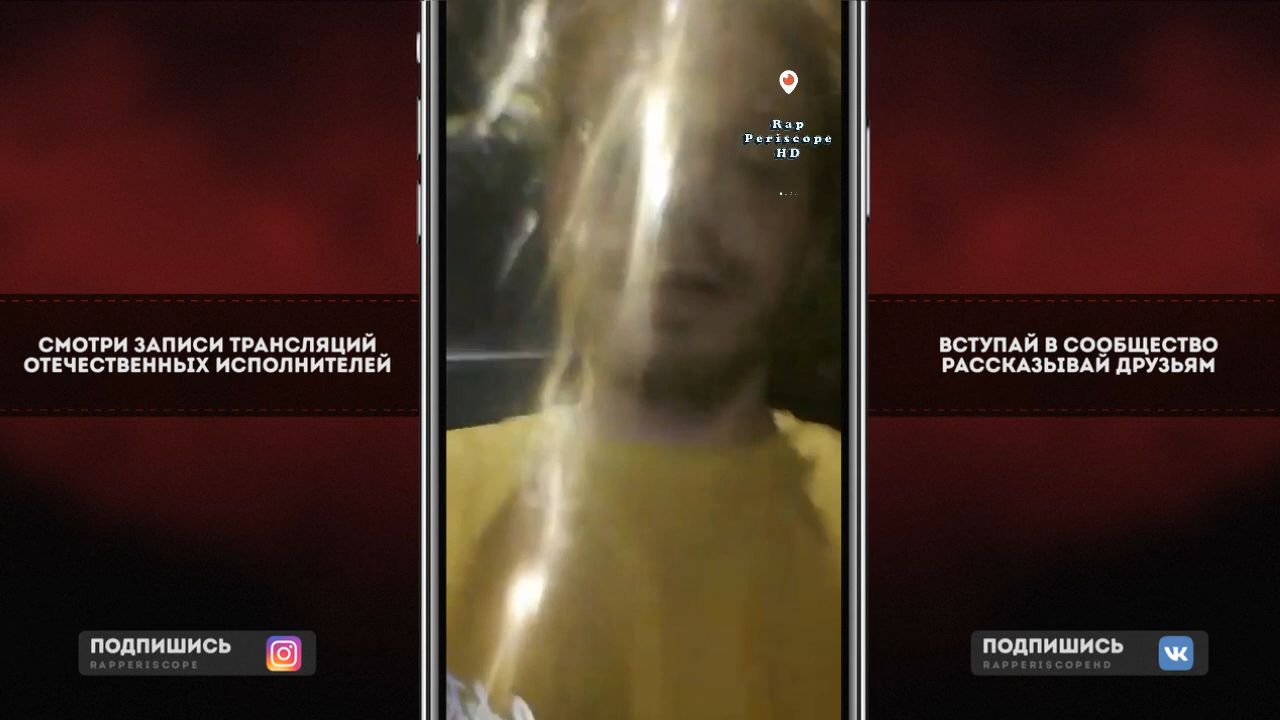 СМОТРИ ЗАПИСИ ТРАНСЛЯЦИЙ
ОТЕЧЕСТВЕННЫХ ИСПОЛНИТЕЛЕЙ
ПОДПИШИСЬ
RAPPERISCOPE
Rap
Periscope
HD
ВСТУПАЙ В СООБЩЕСТВО
РАССКАЗЫВАЙ ДРУЗЬЯМ
ПОДПИШИСЬ
RAPPERISCOPEHD